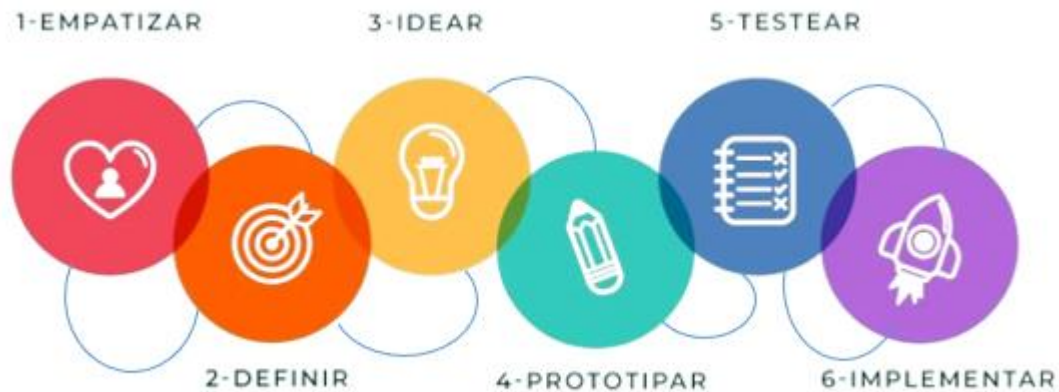 1-EMPATIZAR
3-IDEAR
5-TESTEAR
2-DEFINIR
4-PROTOTIPAR
6-IMPLEMENTAR